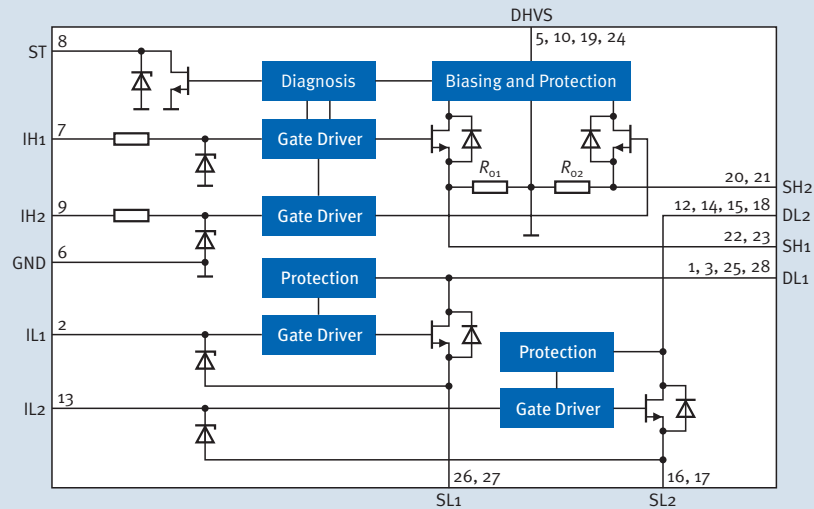 DHVS
5, 10, 19, 24
8
ST
Diagnosis
Biasing and Protection
7
IH1
Gate Driver
R01
R02
20, 21
SH2
9
IH2
Gate Driver
12, 14, 15, 18
DL2
22, 23
SH1
6
GND
Protection
1, 3, 25, 28
DL1
2
IL1
Gate Driver
Protection
13
IL2
Gate Driver
26, 27
16, 17
SL1
SL2